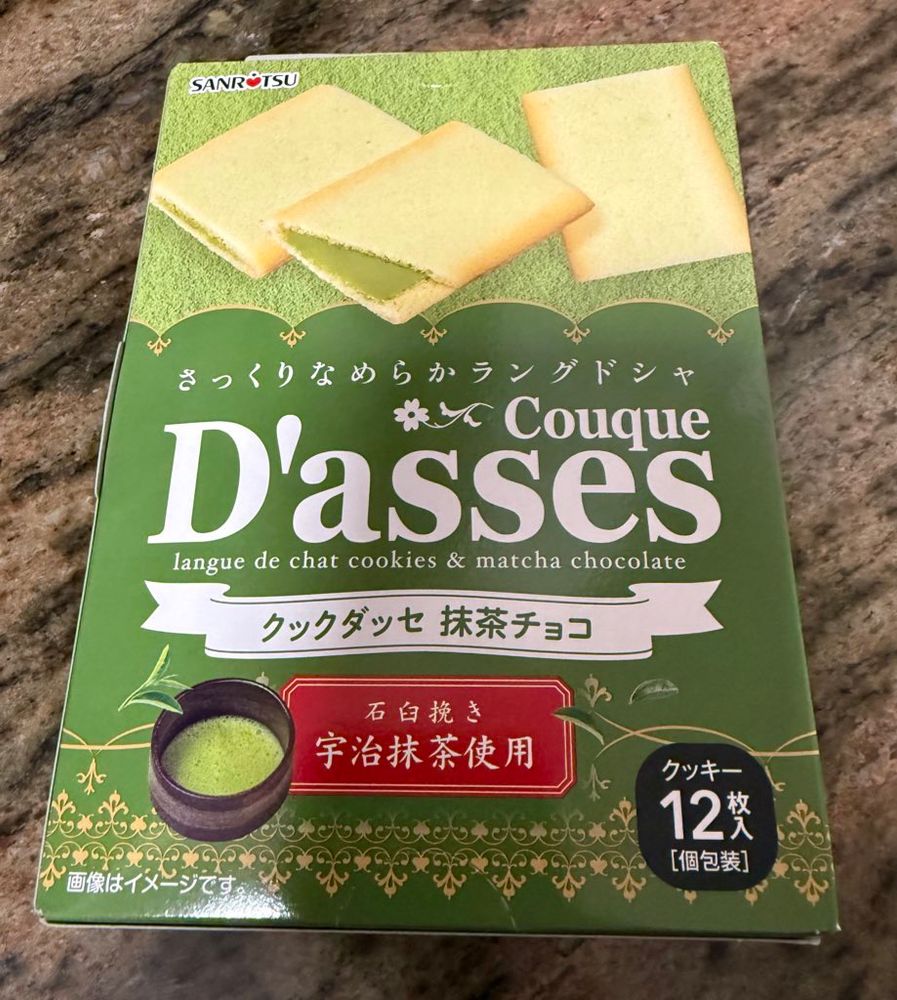 SANRITSU
さっくりなめらかラングドシャ
Couque
D'asses
langue de chat cookies & matcha chocolate
クックダッセ 抹茶チョコ
石臼挽き
宇治抹茶使用
クッキー
12枚入
[個包装]
画像はイメージです。